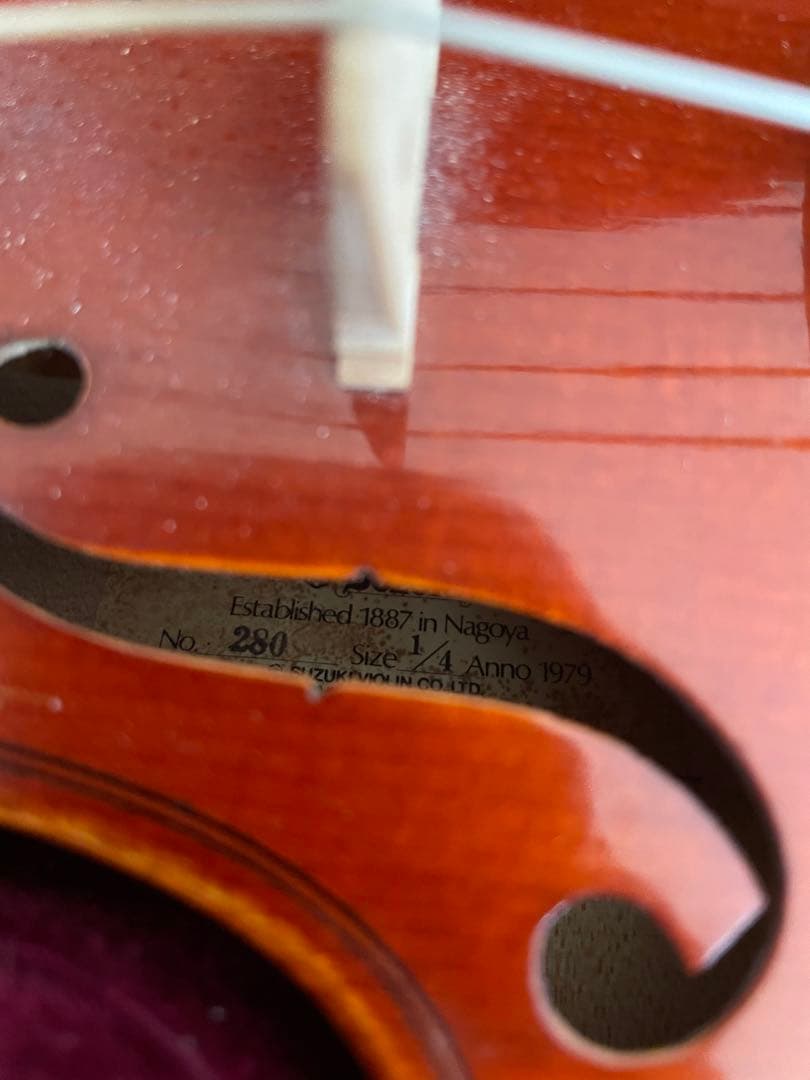 Established 1887 in Nagoya
No. 280 Size 1/4 Anno 1979
SUZUKI VIOLIN CO. LTD.